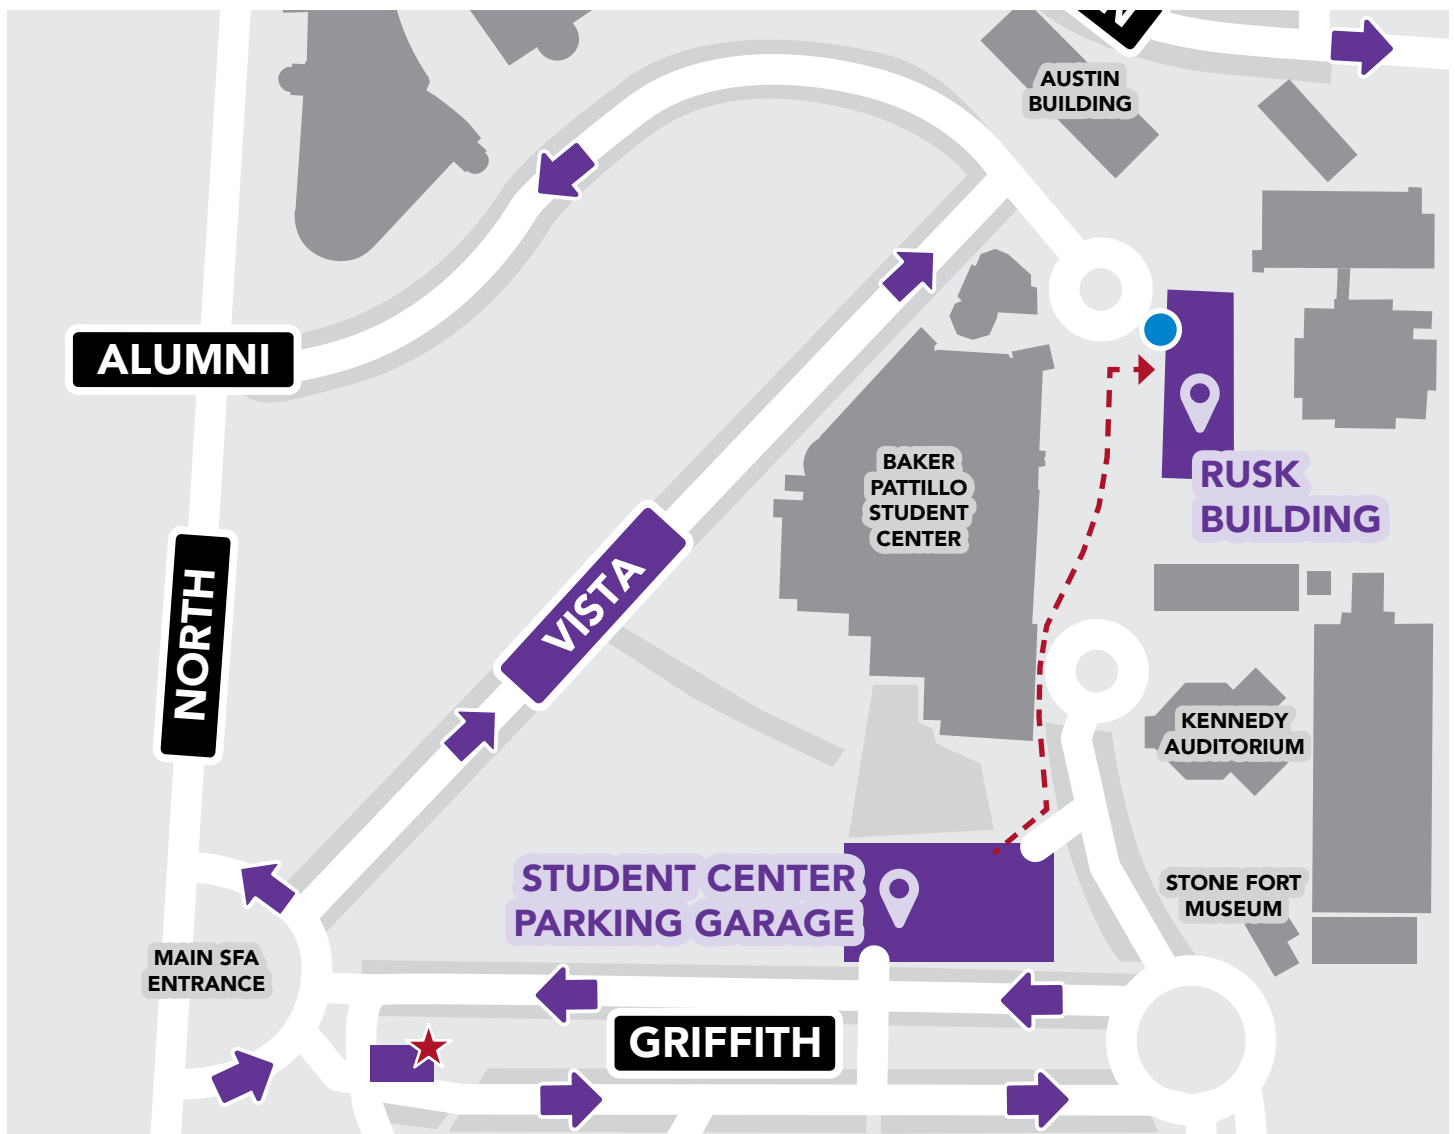 AUSTIN
BUILDING
ALUMNI
BAKER
PATTILLO
STUDENT
CENTER
RUSK
BUILDING
VISTA
NORTH
KENNEDY
AUDITORIUM
STUDENT CENTER
PARKING GARAGE
STONE FORT
MUSEUM
MAIN SFA
ENTRANCE
GRIFFITH